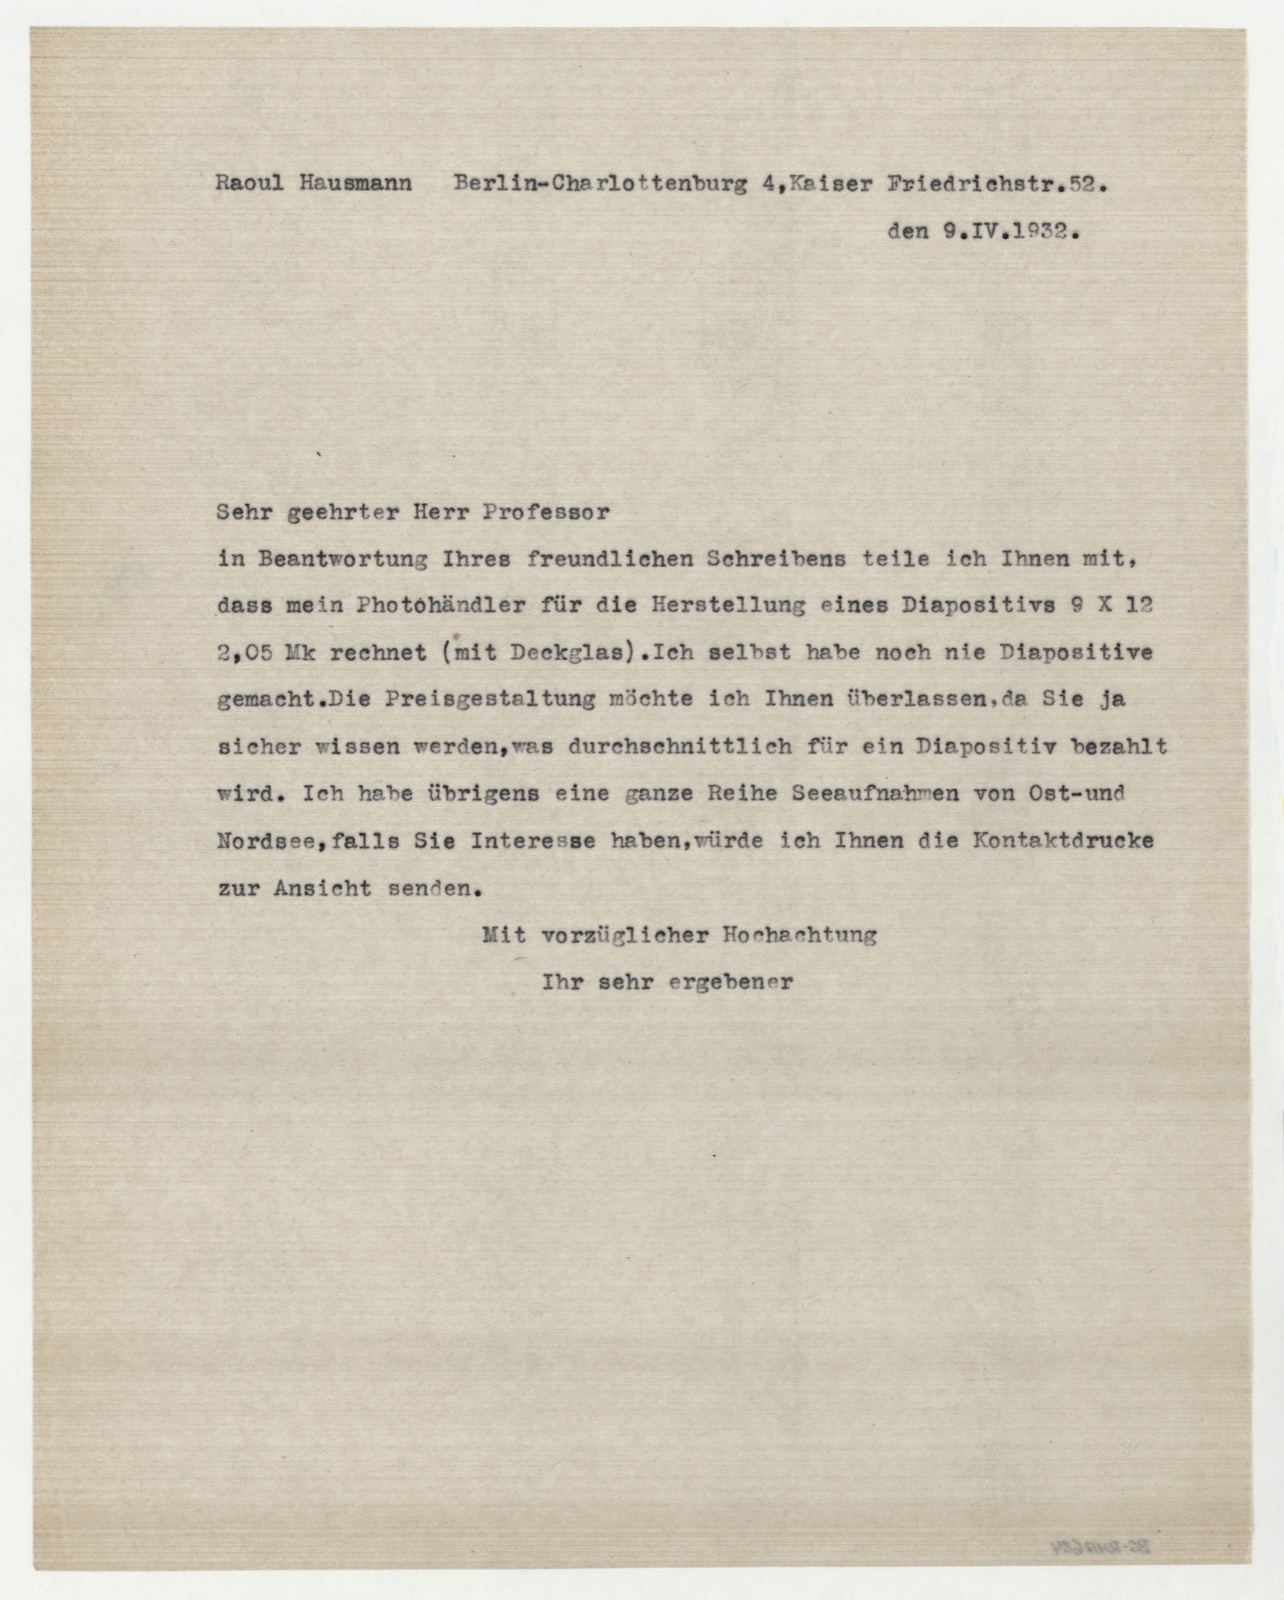 Raoul Hausmann   Berlin-Charlottenburg 4,Kaiser Friedrichstr.52.
den 9.IV.1932.
Sehr geehrter Herr Professor
in Beantwortung Ihres freundlichen Schreibens teile ich Ihnen mit,
dass mein Photohändler für die Herstellung eines Diapositivs 9 X 12
2,05 Mk rechnet (mit Deckglas).Ich selbst habe noch nie Diapositive
gemacht.Die Preisgestaltung möchte ich Ihnen überlassen,da Sie ja
sicher wissen werden,was durchschnittlich für ein Diapositiv bezahlt
wird. Ich habe übrigens eine ganze Reihe Seeaufnahmen von Ost-und
Nordsee,falls Sie Interesse haben,würde ich Ihnen die Kontaktdrucke
zur Ansicht senden.
Mit vorzüglicher Hochachtung
Ihr sehr ergebener